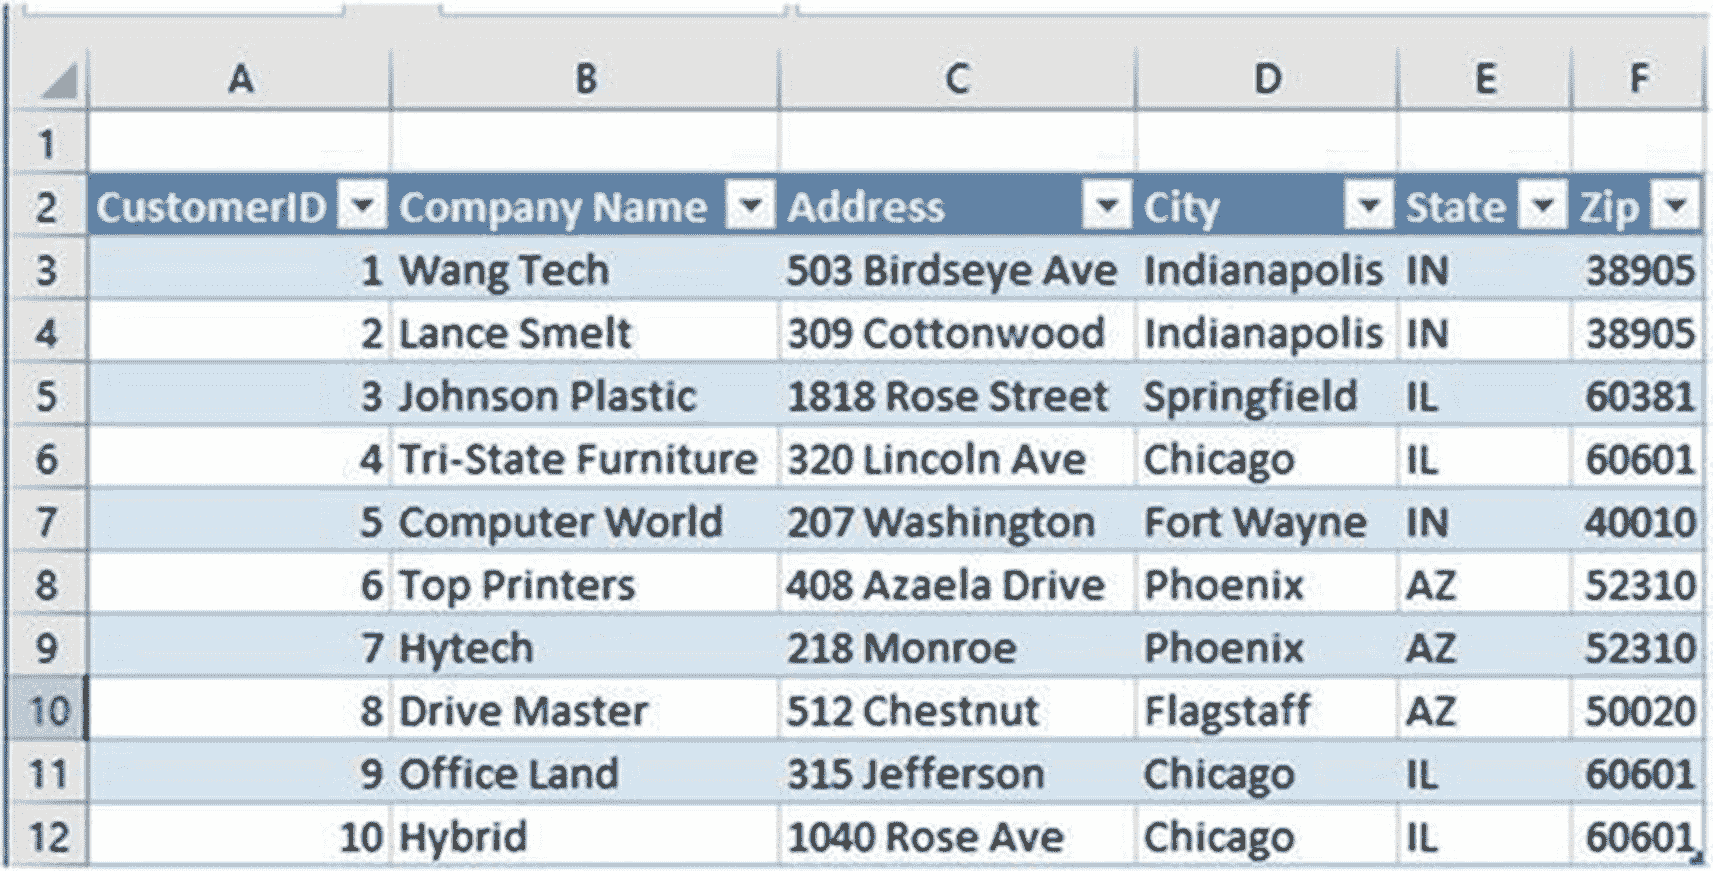 A B C D E F
1
2 CustomerID Company Name Address City State Zip
3 1 Wang Tech 503 Birdseye Ave Indianapolis IN 38905
4 2 Lance Smelt 309 Cottonwood Indianapolis IN 38905
5 3 Johnson Plastic 1818 Rose Street Springfield IL 60381
6 4 Tri-State Furniture 320 Lincoln Ave Chicago IL 60601
7 5 Computer World 207 Washington Fort Wayne IN 40010
8 6 Top Printers 408 Azaela Drive Phoenix AZ 52310
9 7 Hytech 218 Monroe Phoenix AZ 52310
10 8 Drive Master 512 Chestnut Flagstaff AZ 50020
11 9 Office Land 315 Jefferson Chicago IL 60601
12 10 Hybrid 1040 Rose Ave Chicago IL 60601